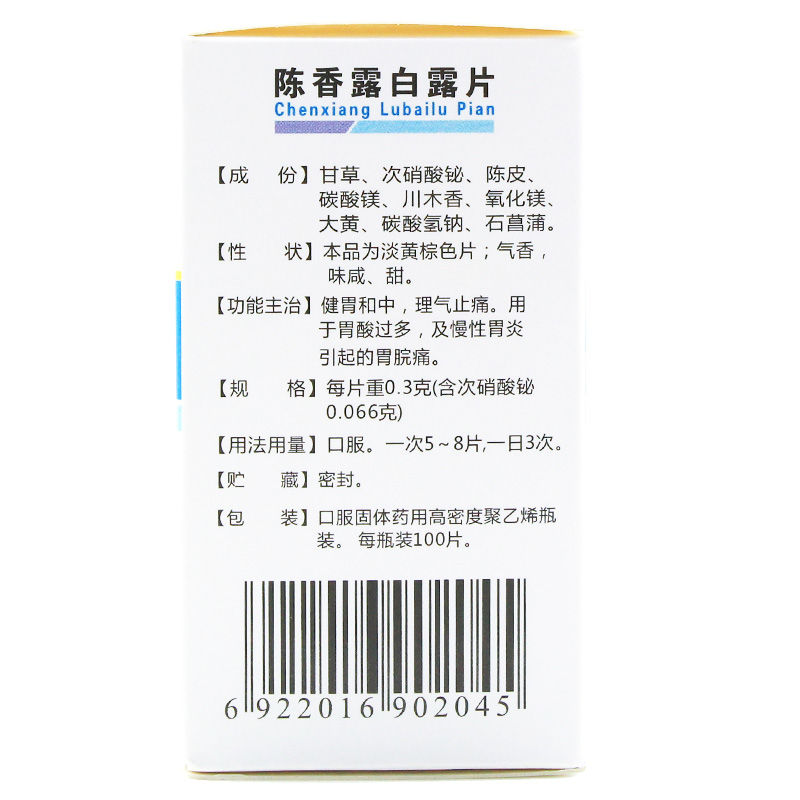 陈香露白露片
Chenxiang Lubailu Pian
【成 份】甘草、次硝酸铋、陈皮、
碳酸镁、川木香、氧化镁、
大黄、碳酸氢钠、石菖蒲。
【性 状】本品为淡黄棕色片；气香，
味咸、甜。
【功能主治】健胃和中，理气止痛。用
于胃酸过多，及慢性胃炎
引起的胃脘痛。
【规 格】每片重0.3克(含次硝酸铋
0.066克)
【用法用量】口服。一次5～8片,一日3次。
【贮 藏】密封。
【包 装】口服固体药用高密度聚乙烯瓶
装。 每瓶装100片。
6 922016 902045